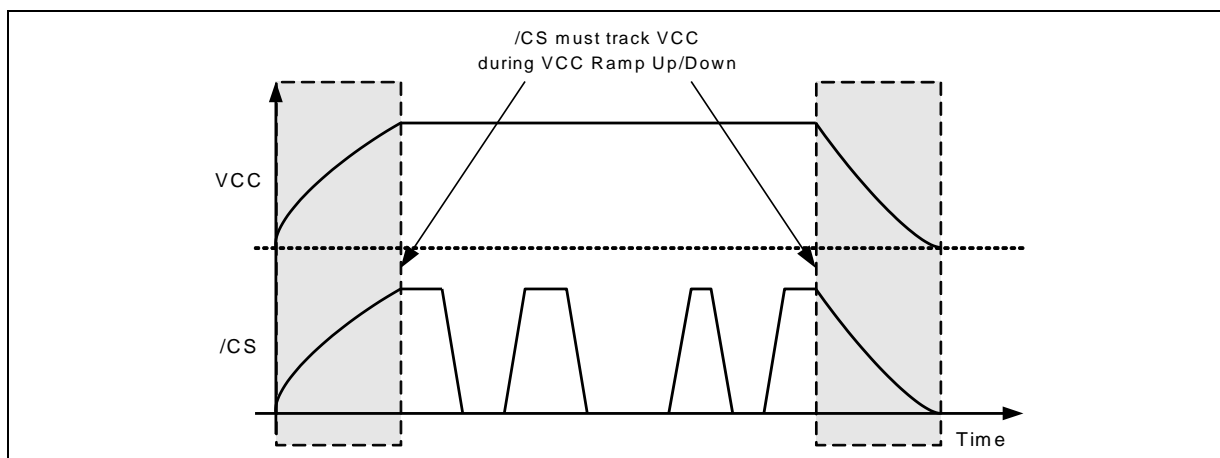 /CS must track VCC
during VCC Ramp Up/Down
VCC
/CS
Time